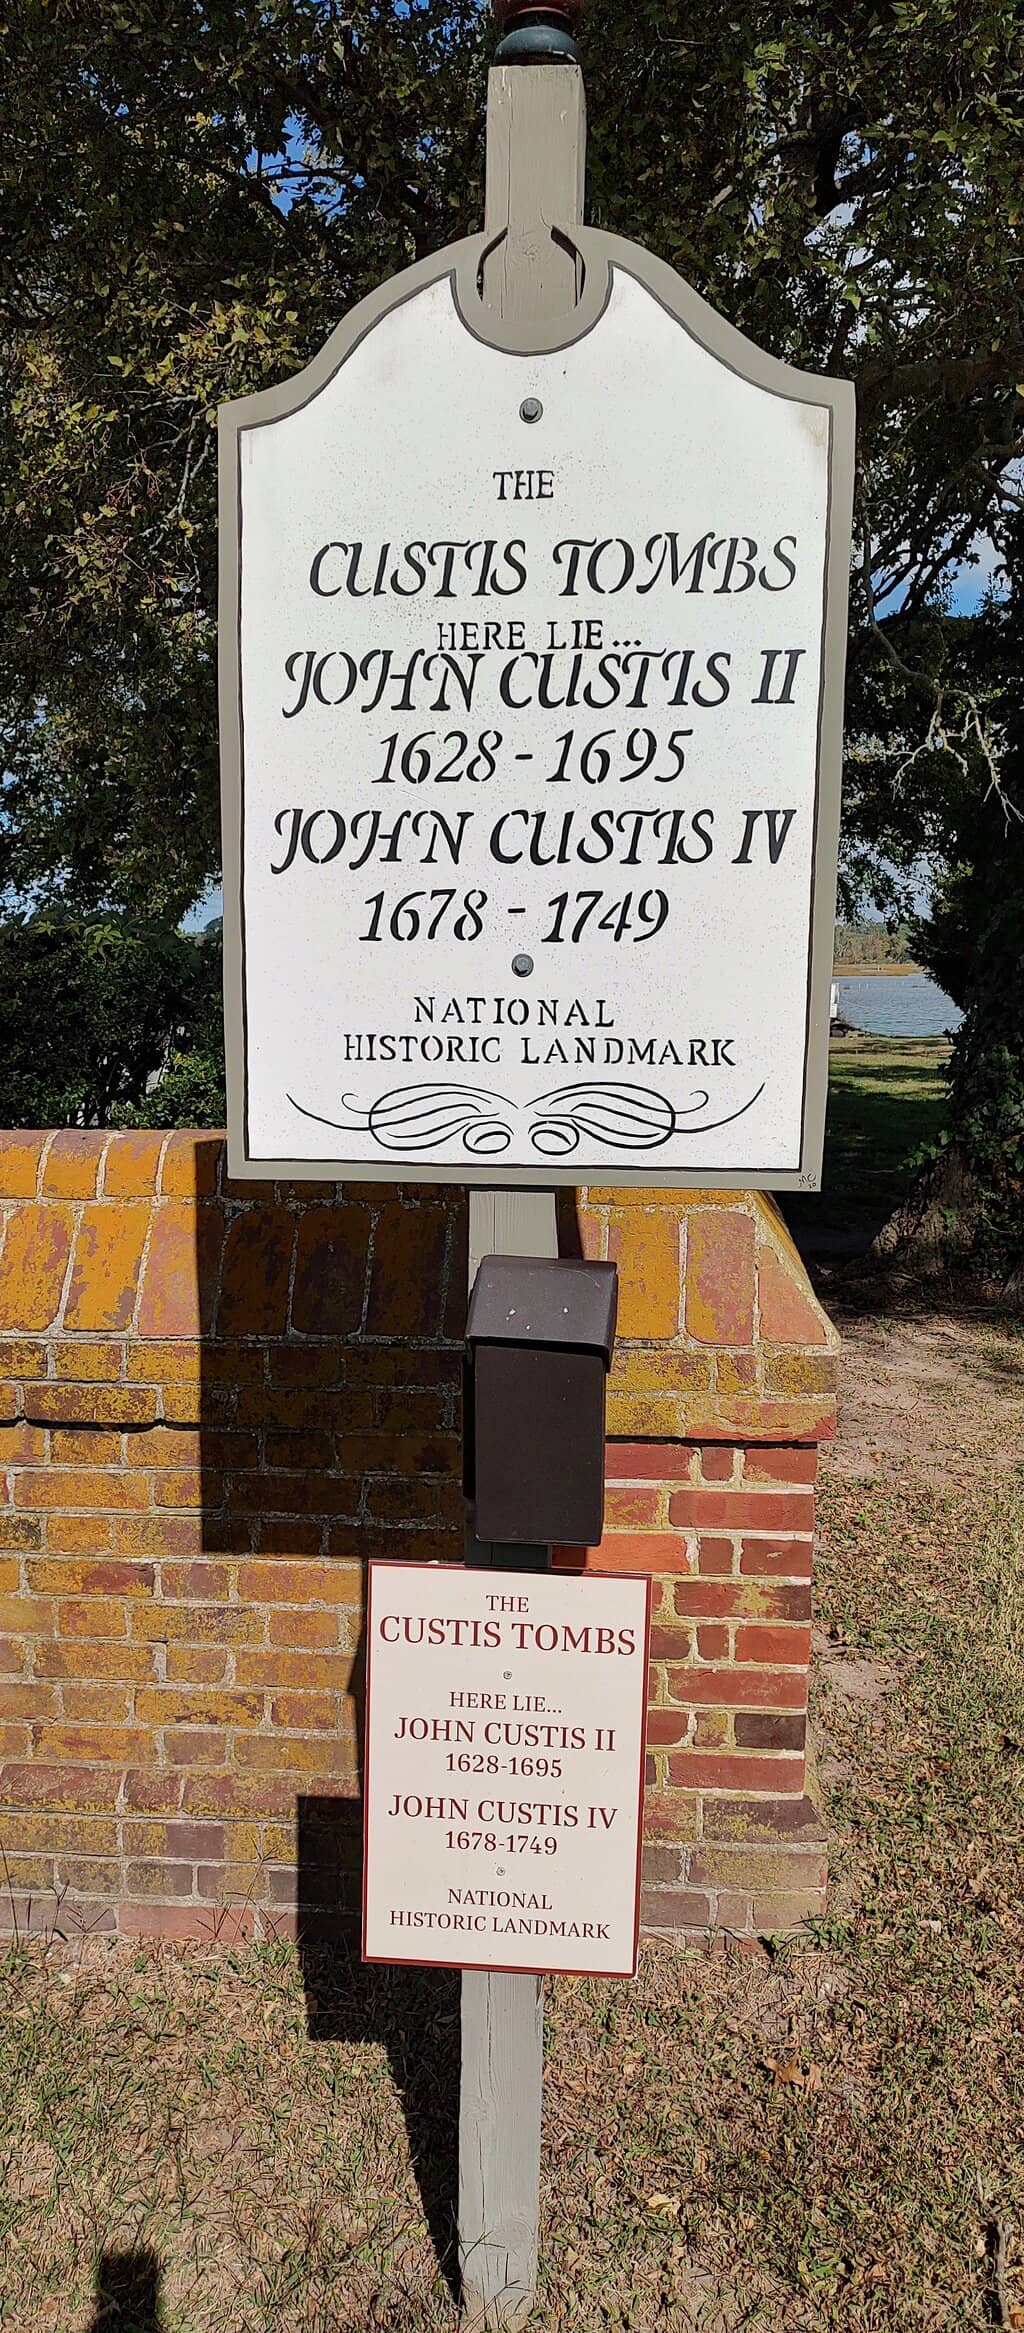 THE
CUSTIS TOMBS
HERE LIE...
JOHN CUSTIS II
1628-1695
JOHN CUSTIS IV
1678-1749
NATIONAL
HISTORIC LANDMARK
THE
CUSTIS TOMBS
HERE LIE...
JOHN CUSTIS II
1628-1695
JOHN CUSTIS IV
1678-1749
NATIONAL
HISTORIC LANDMARK